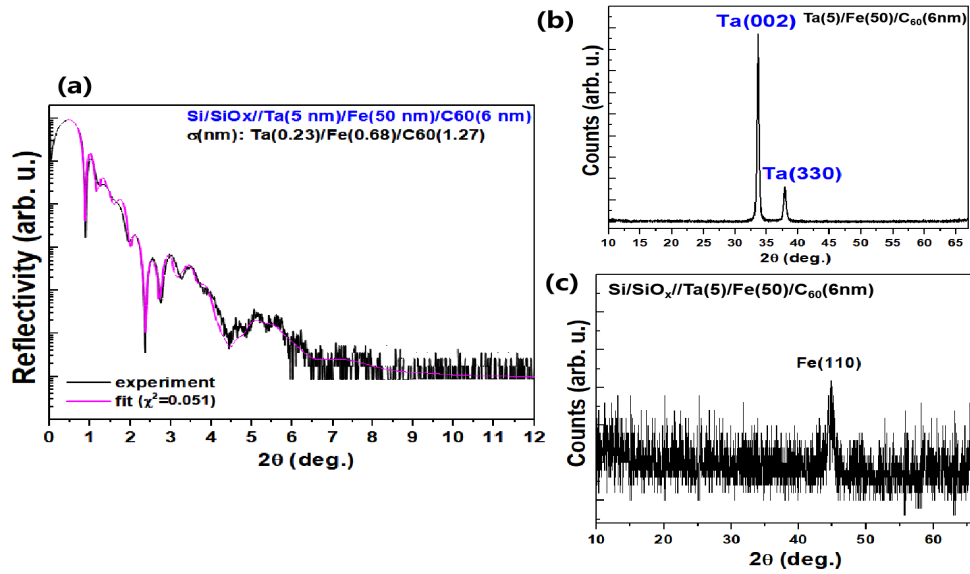 (a)
Si/SiOx//Ta(5 nm)/Fe(50 nm)/C60(6 nm)
σ(nm): Ta(0.23)/Fe(0.68)/C60(1.27)
Reflectivity (arb. u.)
experiment
fit (χ²=0.051)
0 1 2 3 4 5 6 7 8 9 10 11 12
2θ (deg.)
(b)
Ta(5)/Fe(50)/C₆₀(6nm)
Ta(002)
Ta(330)
Counts (arb. u.)
10 15 20 25 30 35 40 45 50 55 60 65
2θ (deg.)
(c)
Si/SiOₓ//Ta(5)/Fe(50)/C₆₀(6nm)
Fe(110)
Counts (arb. u.)
10 20 30 40 50 60
2θ (deg.)